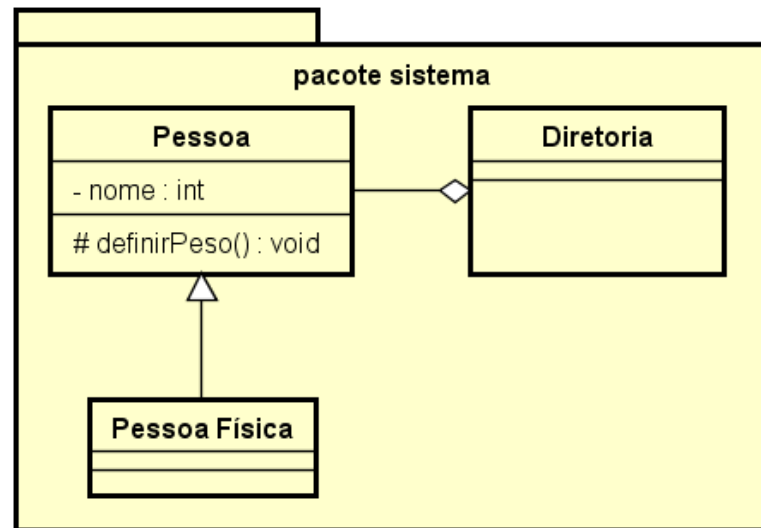 pacote sistema
Pessoa
- nome : int
# definirPeso() : void
Diretoria
Pessoa Física